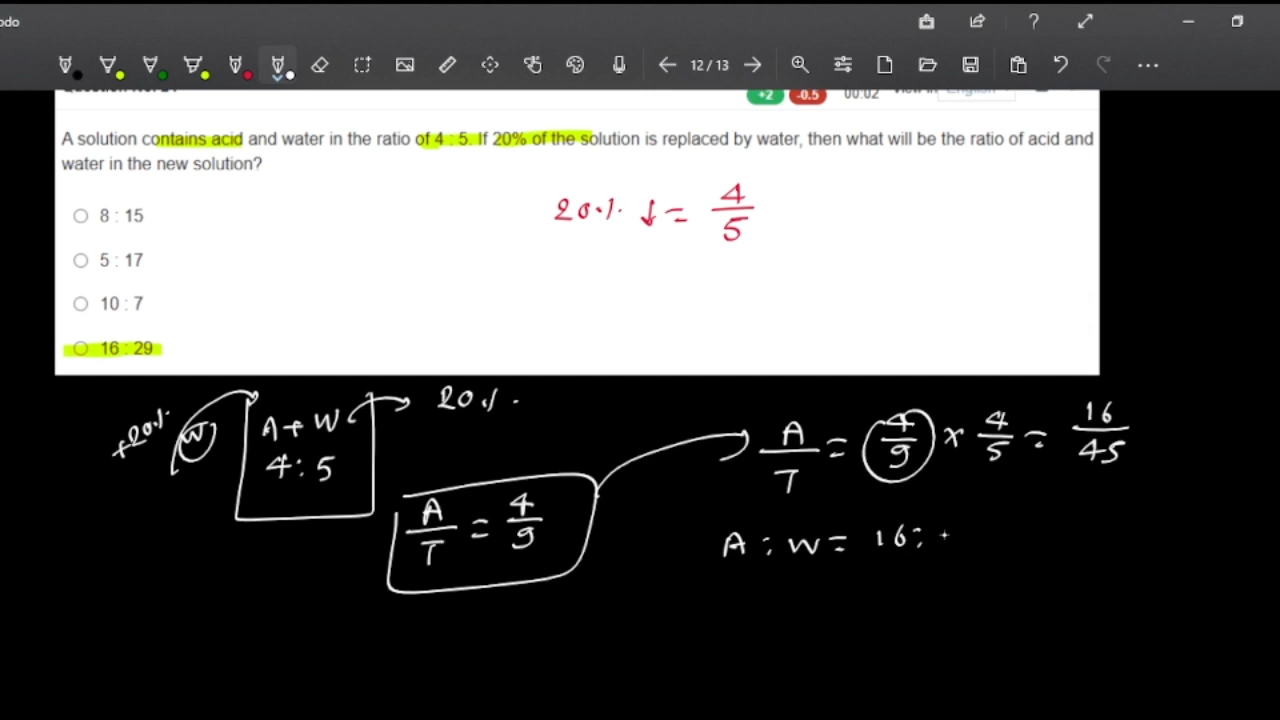 odo
?
12 / 13
+2 -0.5 00:02
English
A solution contains acid and water in the ratio of 4 : 5. If 20% of the solution is replaced by water, then what will be the ratio of acid and
water in the new solution?
8 : 15
5 : 17
10 : 7
16 : 29
20% ↓ = 4/5
+20% W
A + W
4 : 5
20%.
A/T = 4/9
A/T = 4/9 × 4/5 = 16/45
A : W = 16 :